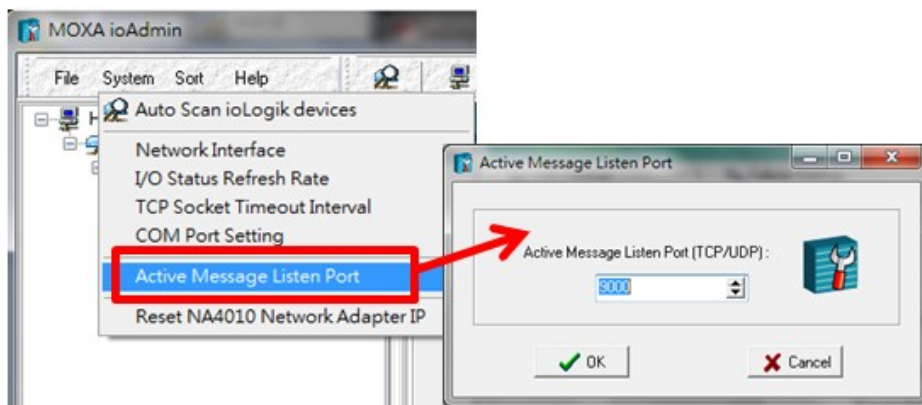 MOXA ioAdmin
File System Sort Help
H
Auto Scan ioLogik devices
Network Interface
I/O Status Refresh Rate
TCP Socket Timeout Interval
COM Port Setting
Active Message Listen Port
Reset NA4010 Network Adapter IP
Active Message Listen Port
Active Message Listen Port (TCP/UDP) :
9000
OK Cancel